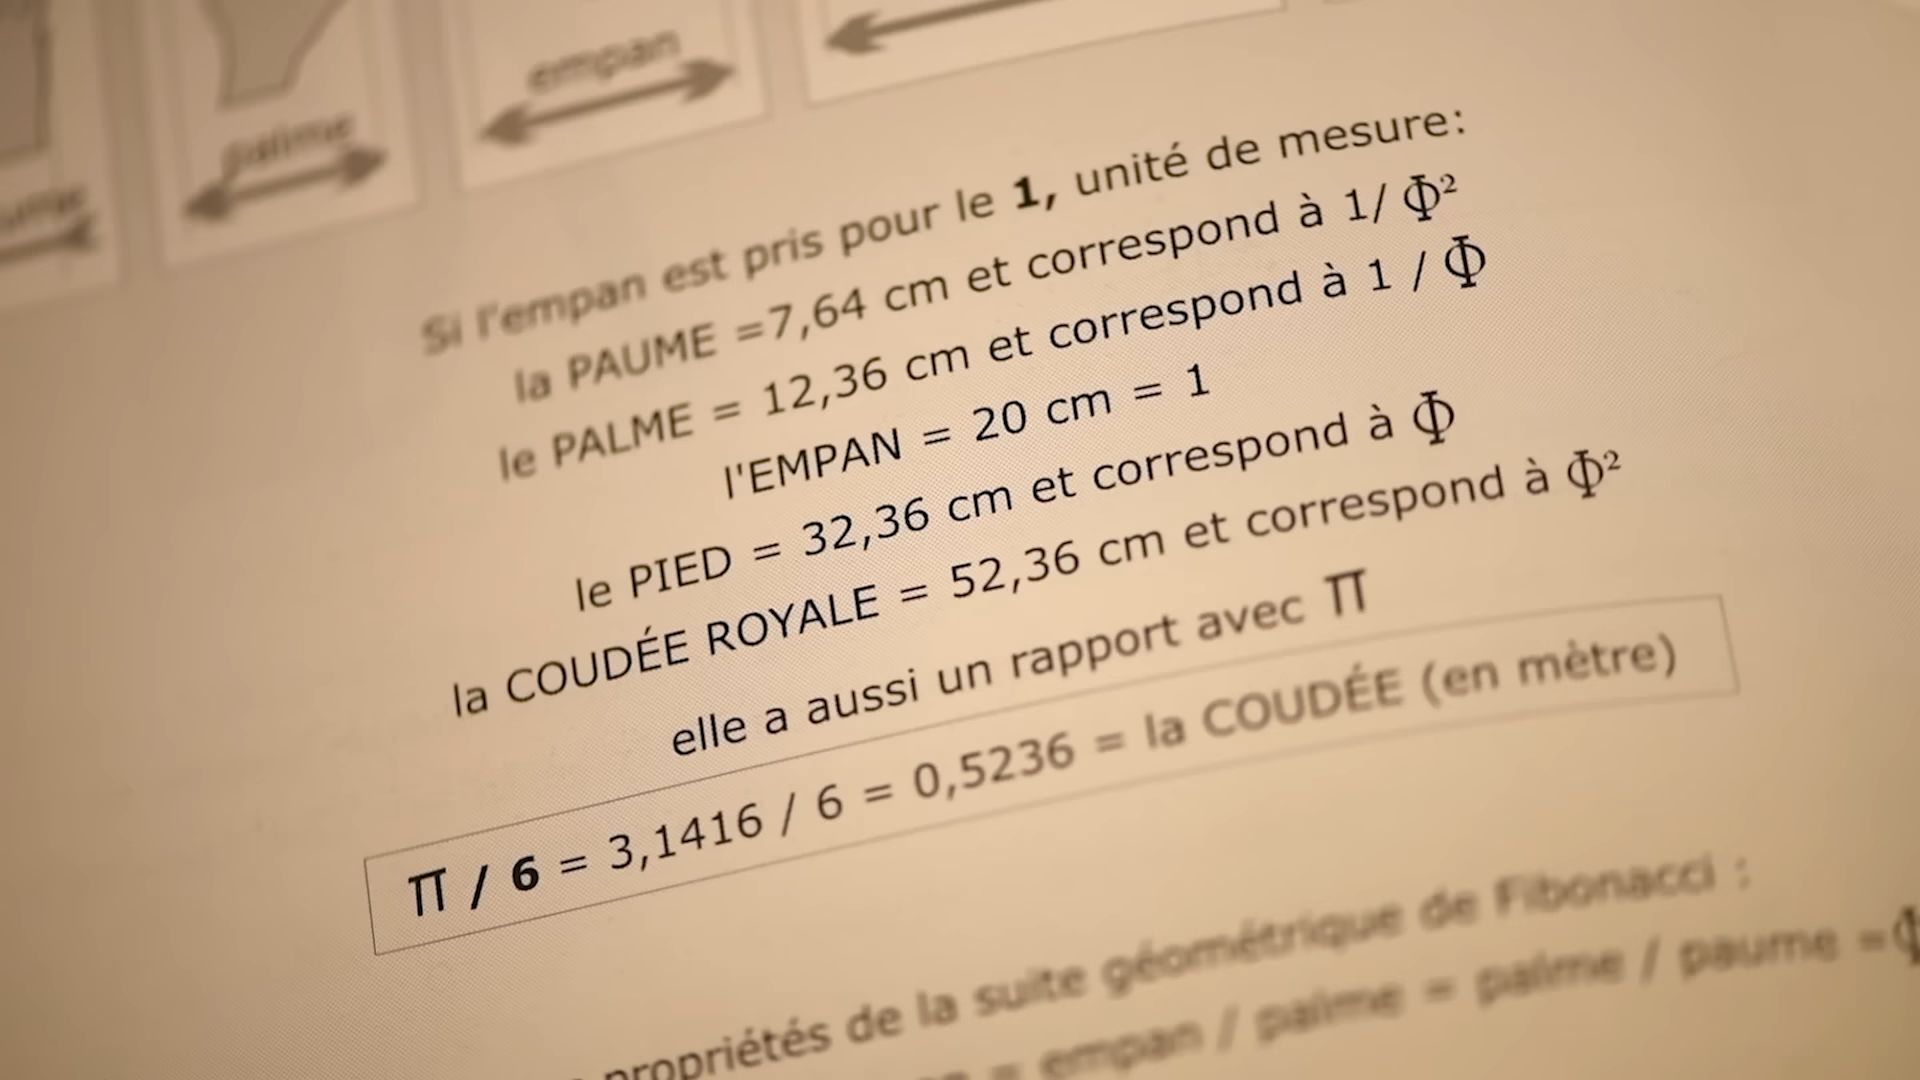 palme
empan
Si l'empan est pris pour le 1, unité de mesure:
la PAUME =7,64 cm et correspond à 1/ Φ²
le PALME = 12,36 cm et correspond à 1 / Φ
l'EMPAN = 20 cm = 1
le PIED = 32,36 cm et correspond à Φ
la COUDÉE ROYALE = 52,36 cm et correspond à Φ²
elle a aussi un rapport avec Π
Π / 6 = 3,1416 / 6 = 0,5236 = la COUDÉE (en mètre)
propriétés de la suite géométrique de Fibonacci :
= empan / palme = palme / paume =Φ